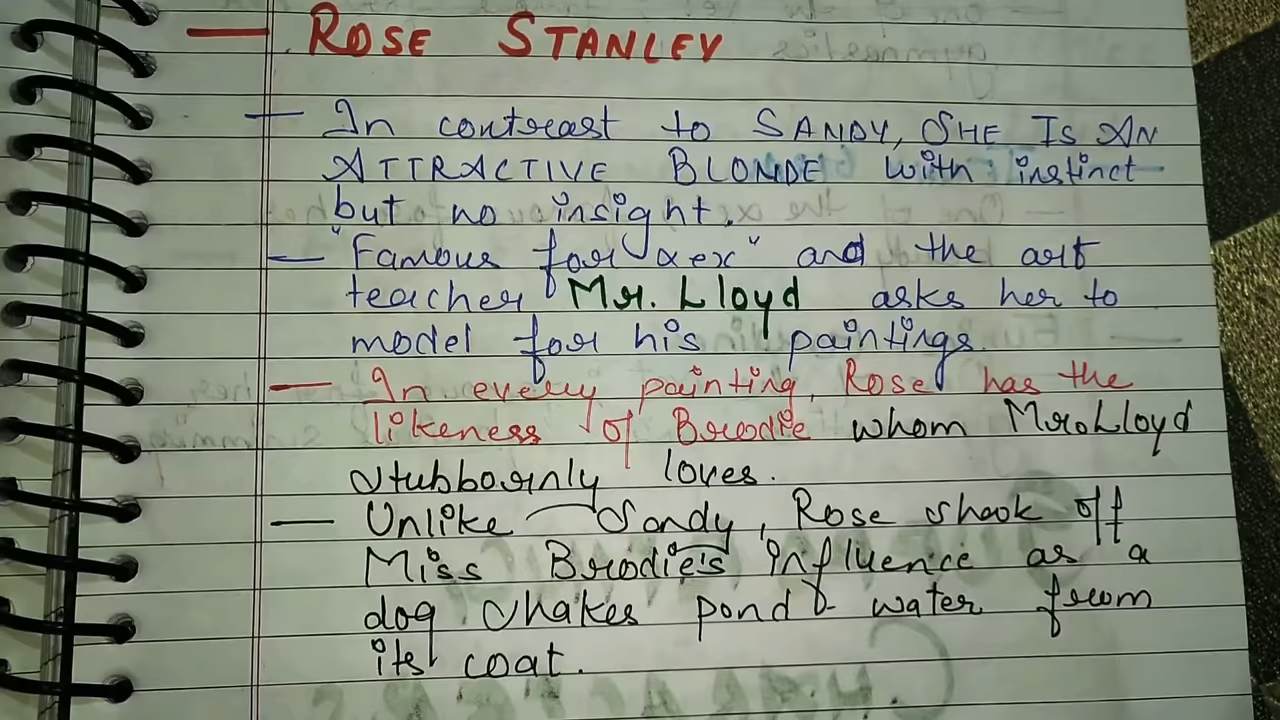 — ROSE STANLEY
— In contrast to SANDY, SHE IS AN
ATTRACTIVE BLONDE with instinct
but no insight.
— "Famous for sex" and the art
teacher Mr. Lloyd asks her to
model for his paintings.
— In every painting, Rose has the
likeness of Brodie whom Mr. Lloyd
stubbornly loves.
— Unlike Sandy, Rose shook off
Miss Brodie's influence as a
dog shakes pond water from
its coat.